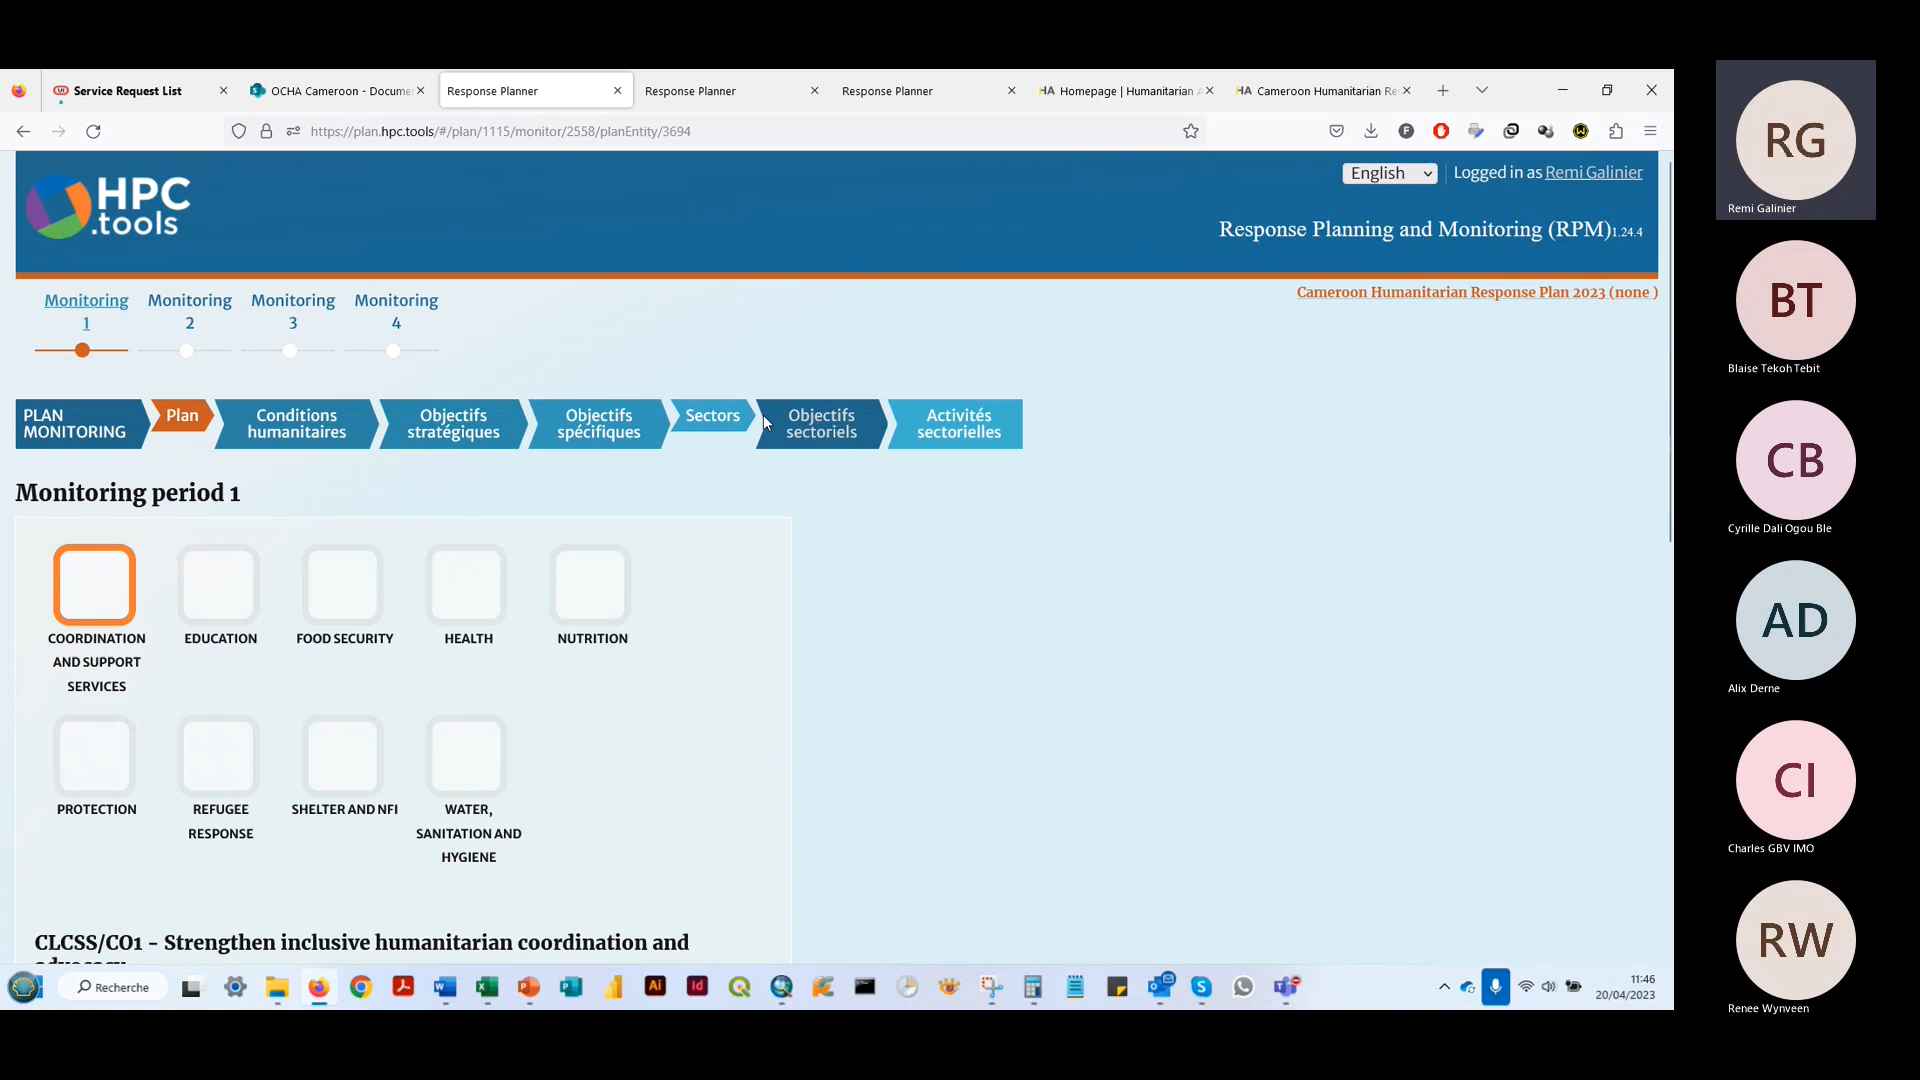 Service Request List
OCHA Cameroon - Docume
Response Planner
Response Planner
Response Planner
HA Homepage | Humanitarian A
HA Cameroon Humanitarian Re
https://plan.hpc.tools/#/plan/1115/monitor/2558/planEntity/3694
HPC
.tools
English
Logged in as Remi Galinier
Response Planning and Monitoring (RPM)1.24.4
Cameroon Humanitarian Response Plan 2023 (none )
Monitoring
1
Monitoring
2
Monitoring
3
Monitoring
4
PLAN
MONITORING
Plan
Conditions
humanitaires
Objectifs
stratégiques
Objectifs
spécifiques
Sectors
Objectifs
sectoriels
Activités
sectorielles
Monitoring period 1
COORDINATION
AND SUPPORT
SERVICES
EDUCATION
FOOD SECURITY
HEALTH
NUTRITION
PROTECTION
REFUGEE
RESPONSE
SHELTER AND NFI
WATER,
SANITATION AND
HYGIENE
CLCSS/CO1 - Strengthen inclusive humanitarian coordination and
advocacy
Recherche
Ai
Id
11:46
20/04/2023
RG
Remi Galinier
BT
Blaise Tekoh Tebit
CB
Cyrille Dali Ogou Ble
AD
Alix Derne
CI
Charles GBV IMO
RW
Renee Wynveen